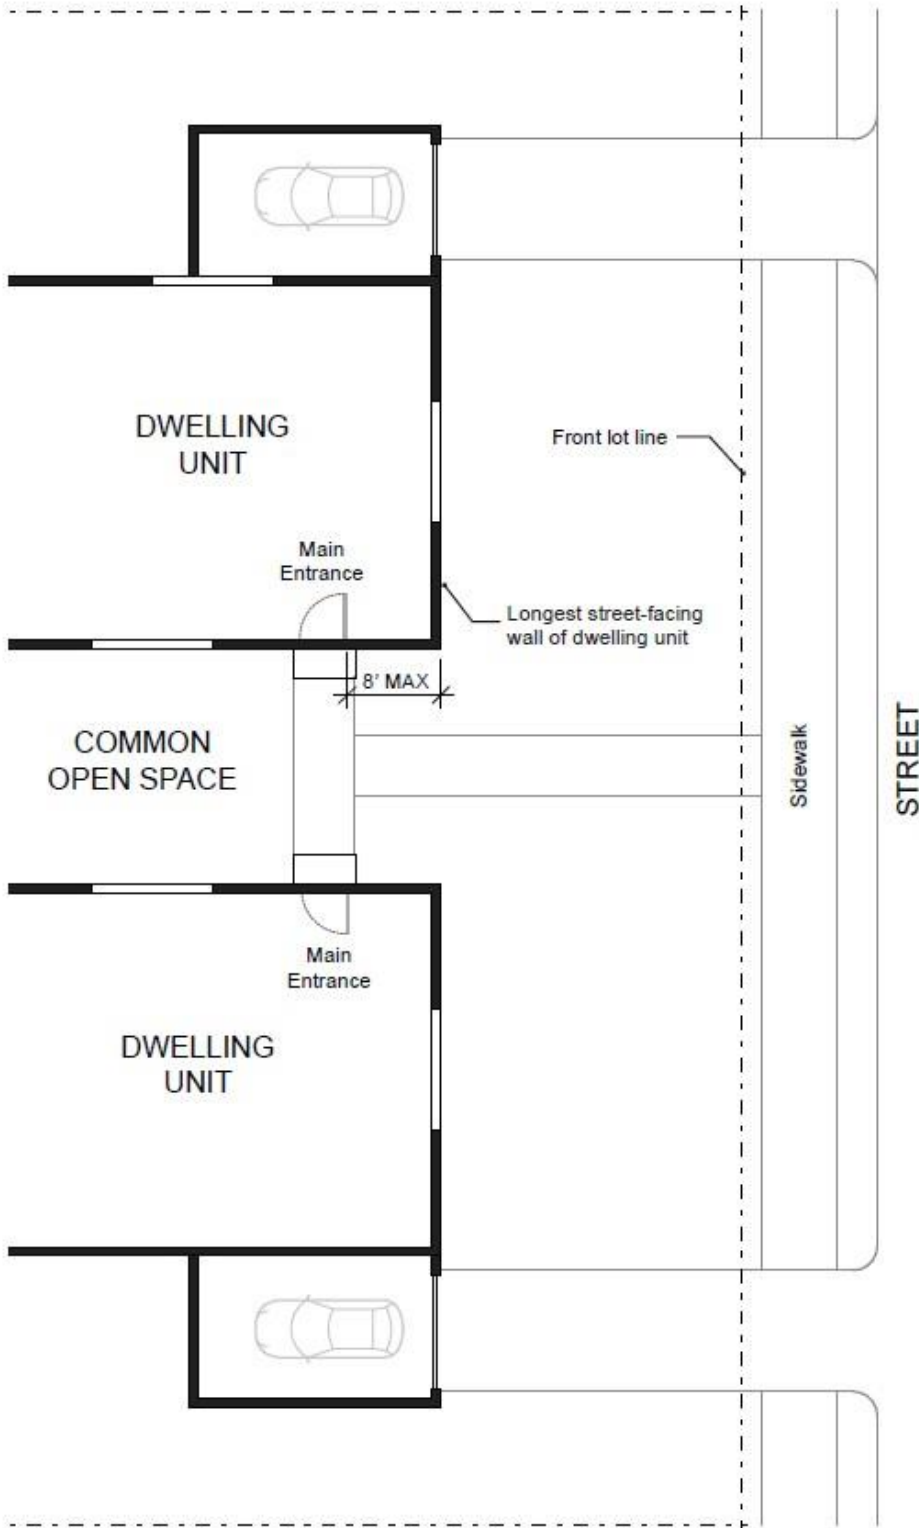 DWELLING
UNIT
Front lot line
Main
Entrance
Longest street-facing
wall of dwelling unit
8' MAX
COMMON
OPEN SPACE
Sidewalk
STREET
Main
Entrance
DWELLING
UNIT